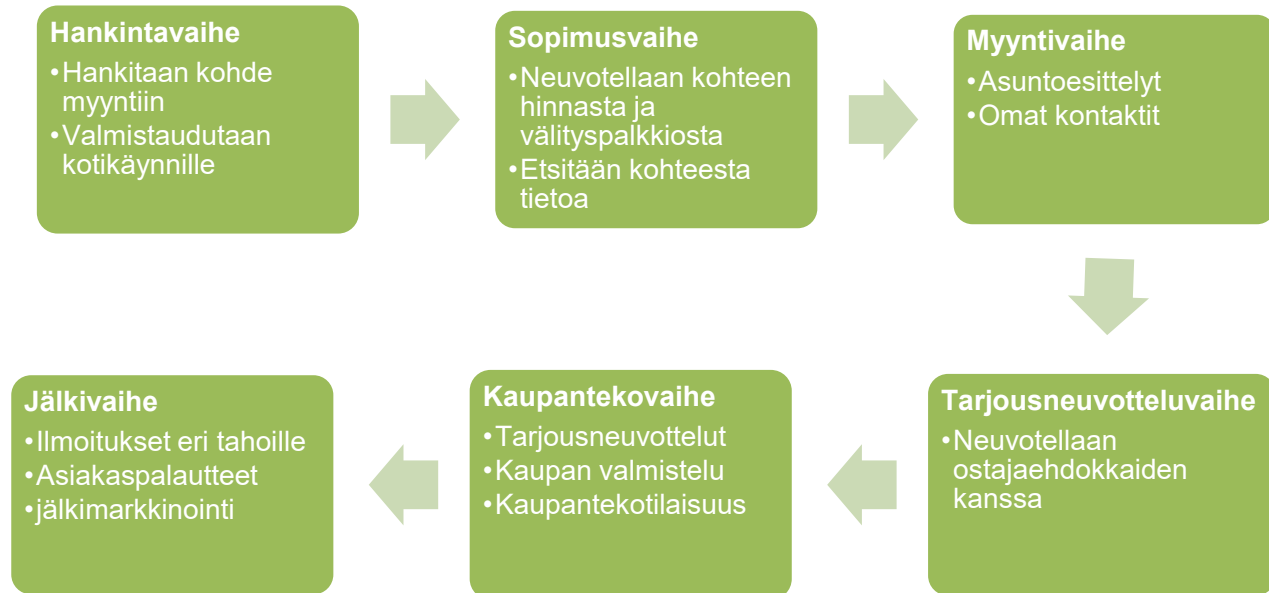 Hankintavaihe
•Hankitaan kohde
myyntiin
•Valmistaudutaan
kotikäynnille
Sopimusvaihe
•Neuvotellaan kohteen
hinnasta ja
välityspalkkiosta
•Etsitään kohteesta
tietoa
Myyntivaihe
•Asuntoesittelyt
•Omat kontaktit
Tarjousneuvotteluvaihe
•Neuvotellaan
ostajaehdokkaiden
kanssa
Kaupantekovaihe
•Tarjousneuvottelut
•Kaupan valmistelu
•Kaupantekotilaisuus
Jälkivaihe
•Ilmoitukset eri tahoille
•Asiakaspalautteet
•jälkimarkkinointi